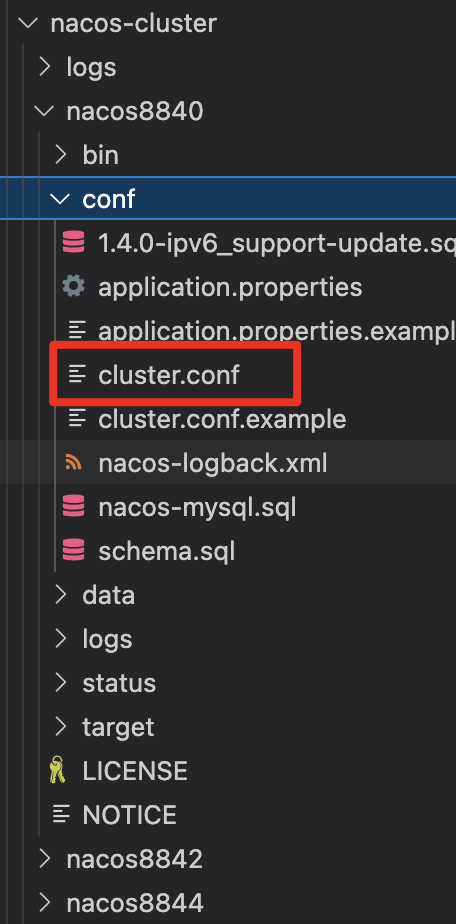 nacos-cluster
logs
nacos8840
bin
conf
1.4.0-ipv6_support-update.sq
application.properties
application.properties.exampl
cluster.conf
cluster.conf.example
nacos-logback.xml
nacos-mysql.sql
schema.sql
data
logs
status
target
LICENSE
NOTICE
nacos8842
nacos8844